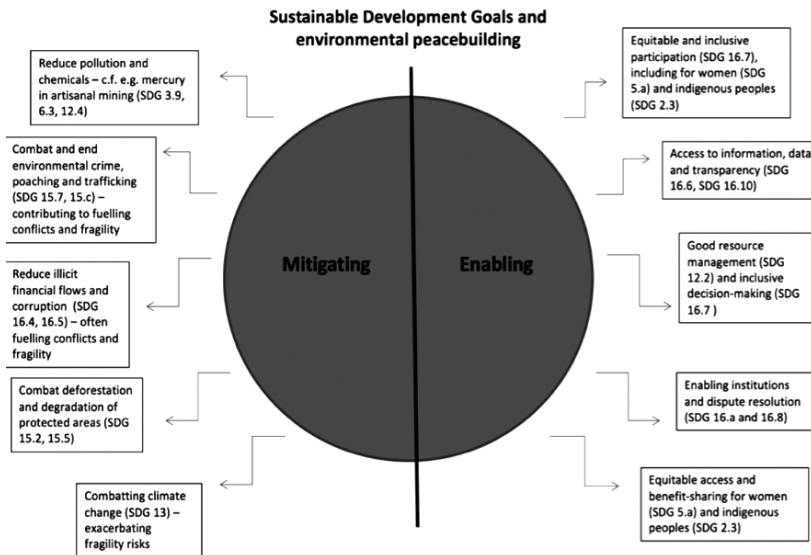 Sustainable Development Goals and
environmental peacebuilding
Reduce pollution and
chemicals – c.f. e.g. mercury
in artisanal mining (SDG 3.9,
6.3, 12.4)
Combat and end
environmental crime,
poaching and trafficking
(SDG 15.7, 15.c) –
contributing to fuelling
conflicts and fragility
Reduce illicit
financial flows and
corruption (SDG
16.4, 16.5) – often
fuelling conflicts and
fragility
Combat deforestation
and degradation of
protected areas (SDG
15.2, 15.5)
Combatting climate
change (SDG 13) –
exacerbating
fragility risks
Mitigating
Enabling
Equitable and inclusive
participation (SDG 16.7),
including for women (SDG
5.a) and indigenous peoples
(SDG 2.3)
Access to information, data
and transparency (SDG
16.6, SDG 16.10)
Good resource
management (SDG
12.2) and inclusive
decision-making (SDG
16.7 )
Enabling institutions
and dispute resolution
(SDG 16.a and 16.8)
Equitable access and
benefit-sharing for women
(SDG 5.a) and indigenous
peoples (SDG 2.3)